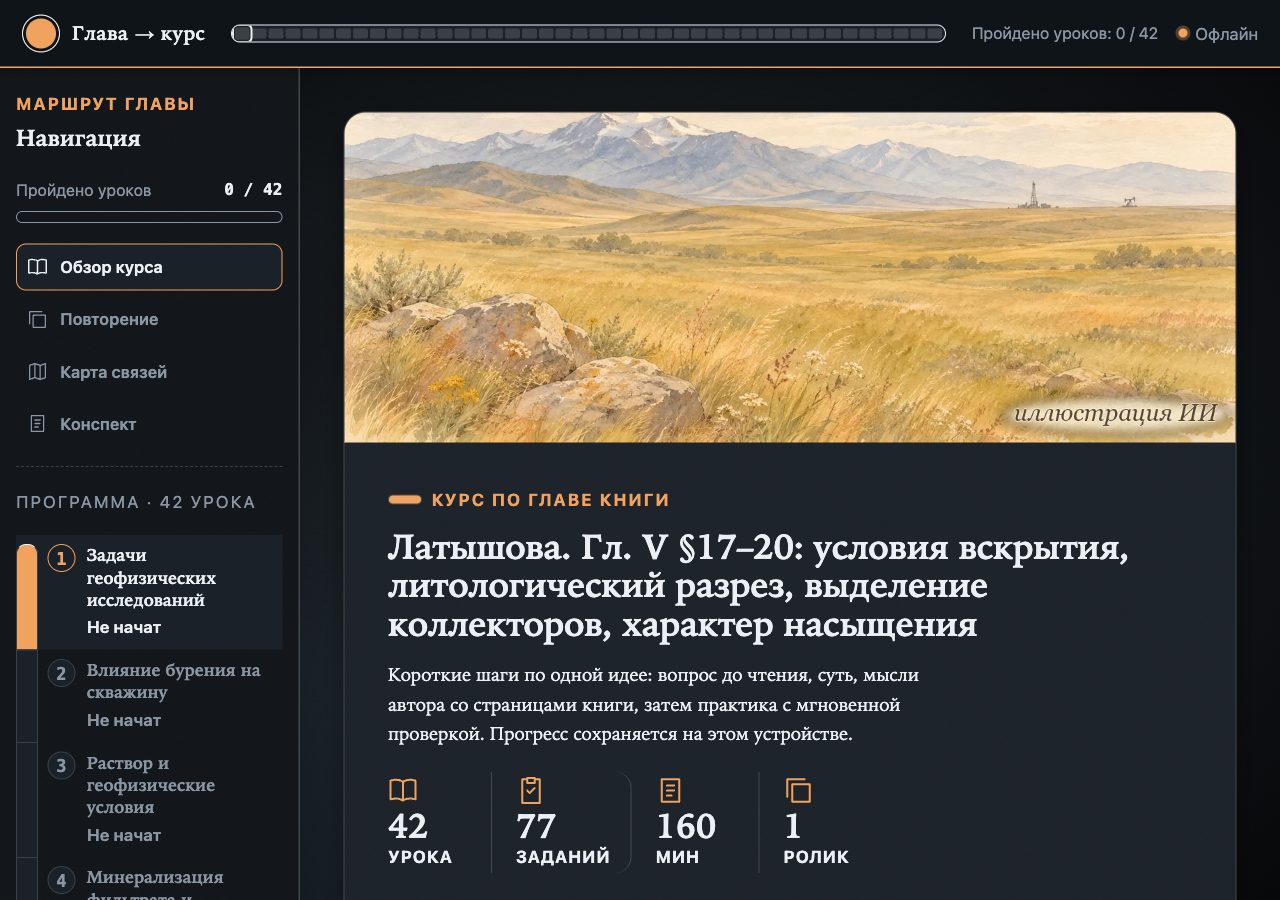 Глава → курс
Пройдено уроков: 0 / 42
Офлайн
МАРШРУТ ГЛАВЫ
Навигация
Пройдено уроков 0 / 42
Обзор курса
Повторение
Карта связей
Конспект
ПРОГРАММА · 42 УРОКА
1 Задачи
геофизических
исследований
Не начат
2 Влияние бурения на
скважину
Не начат
3 Раствор и
геофизические
условия
Не начат
4 Минерализация
иллюстрация ИИ
КУРС ПО ГЛАВЕ КНИГИ
Латышова. Гл. V §17–20: условия вскрытия,
литологический разрез, выделение
коллекторов, характер насыщения
Короткие шаги по одной идее: вопрос до чтения, суть, мысли
автора со страницами книги, затем практика с мгновенной
проверкой. Прогресс сохраняется на этом устройстве.
42
УРОКА
77
ЗАДАНИЙ
160
МИН
1
РОЛИК